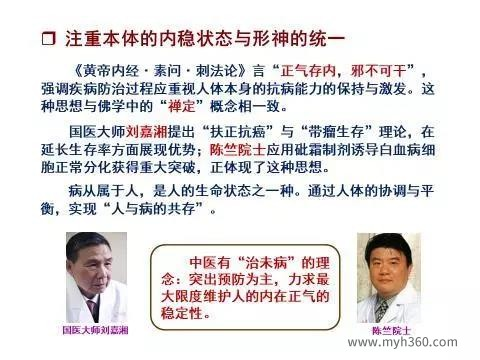 注重本体的内稳状态与形神的统一
《黄帝内经·素问·刺法论》言“正气存内，邪不可干”，
强调疾病防治过程应重视人体本身的抗病能力的保持与激发。这
种思想与佛学中的“禅定”概念相一致。
国医大师刘嘉湘提出“扶正抗癌”与“带瘤生存”理论，在
延长生存率方面展现优势；陈竺院士应用砒霜制剂诱导白血病细
胞正常分化获得重大突破，正体现了这种思想。
病从属于人，是人的生命状态之一种。通过人体的协调与平
衡，实现“人与病的共存”。
中医有“治未病”的理
念：突出预防为主，力求最
大限度维护人的内在正气的
稳定性。
国医大师刘嘉湘
陈竺院士
www.myh360.com